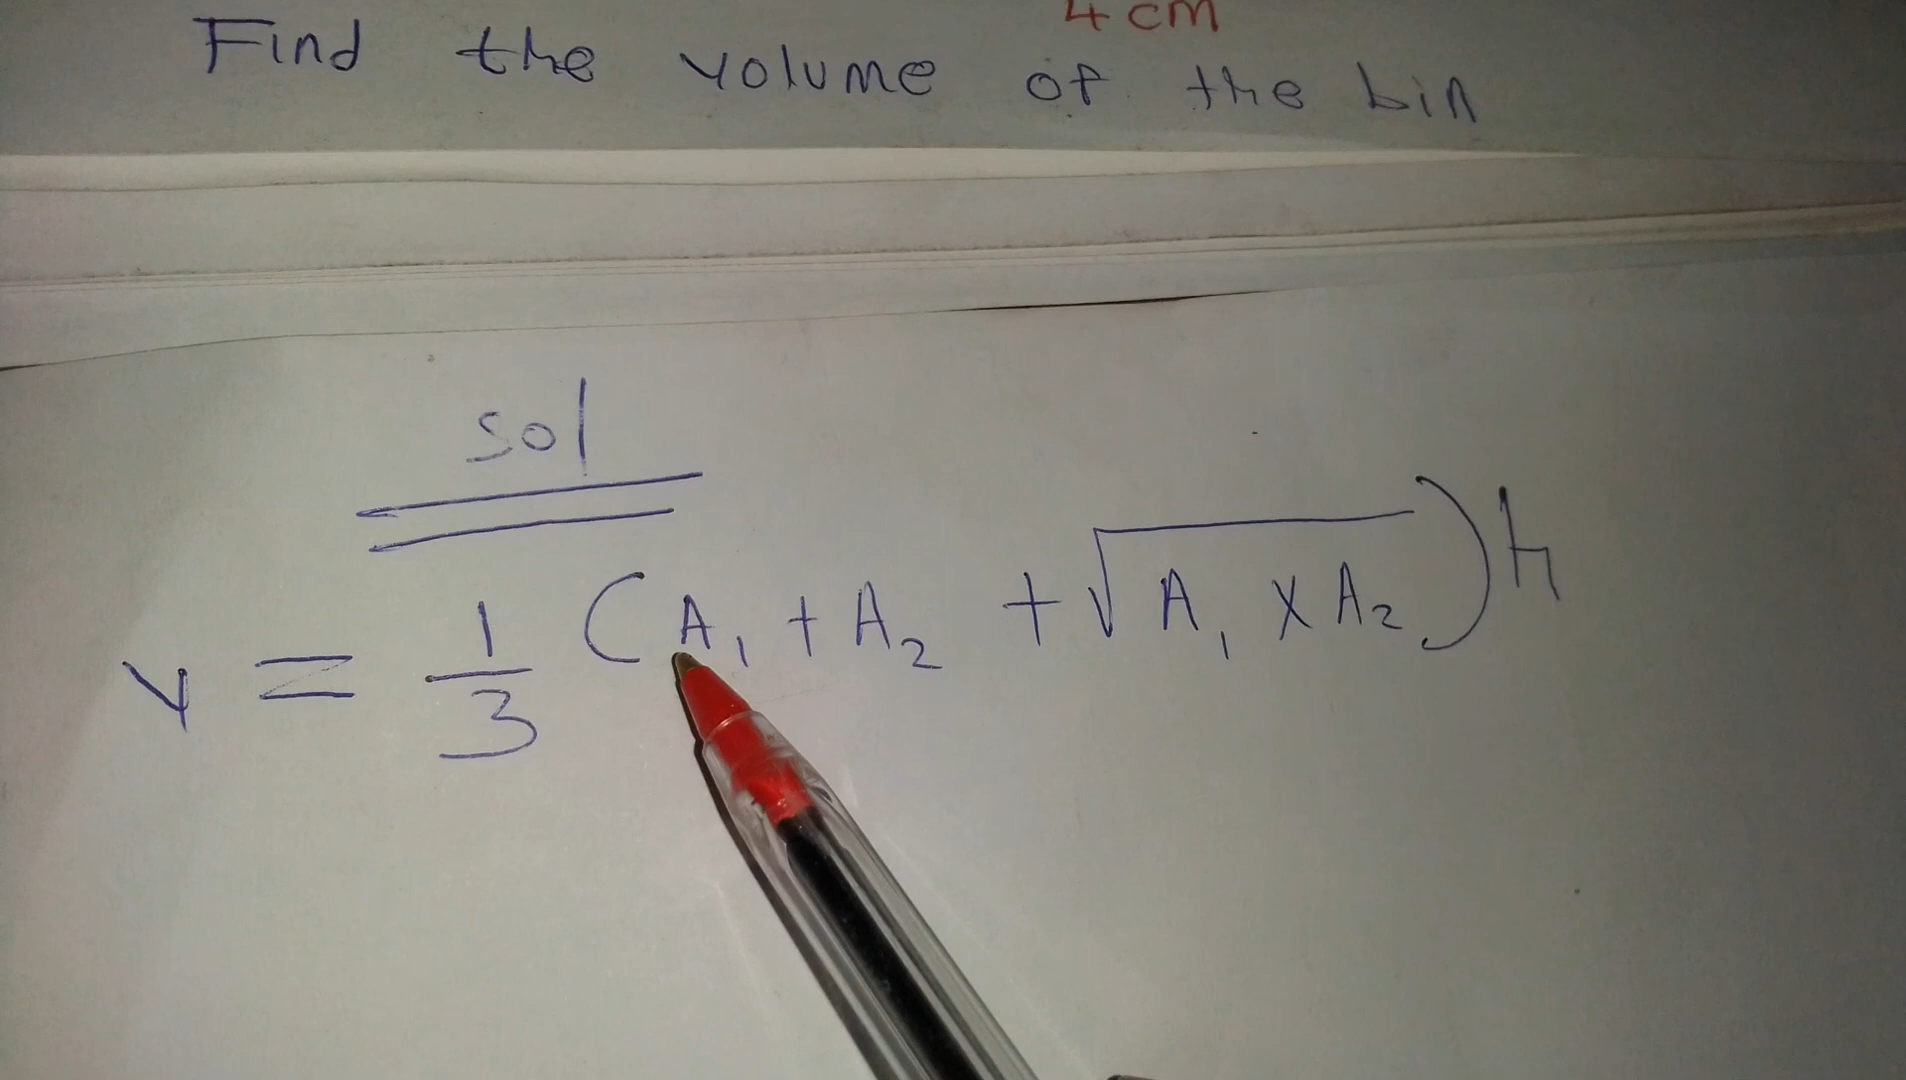 4 cm
Find the volume of the bin
sol
V = 1/3 (A₁ + A₂ + √(A₁ × A₂))h